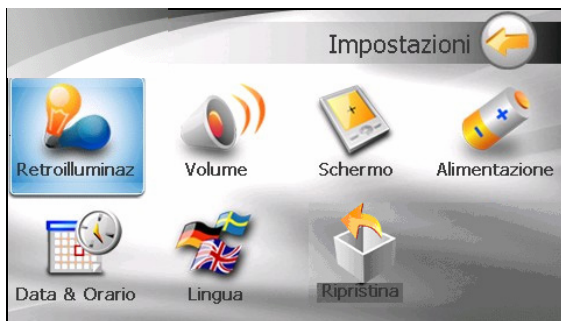 Impostazioni
Retroilluminaz
Volume
Schermo
Alimentazione
Data & Orario
Lingua
Ripristina